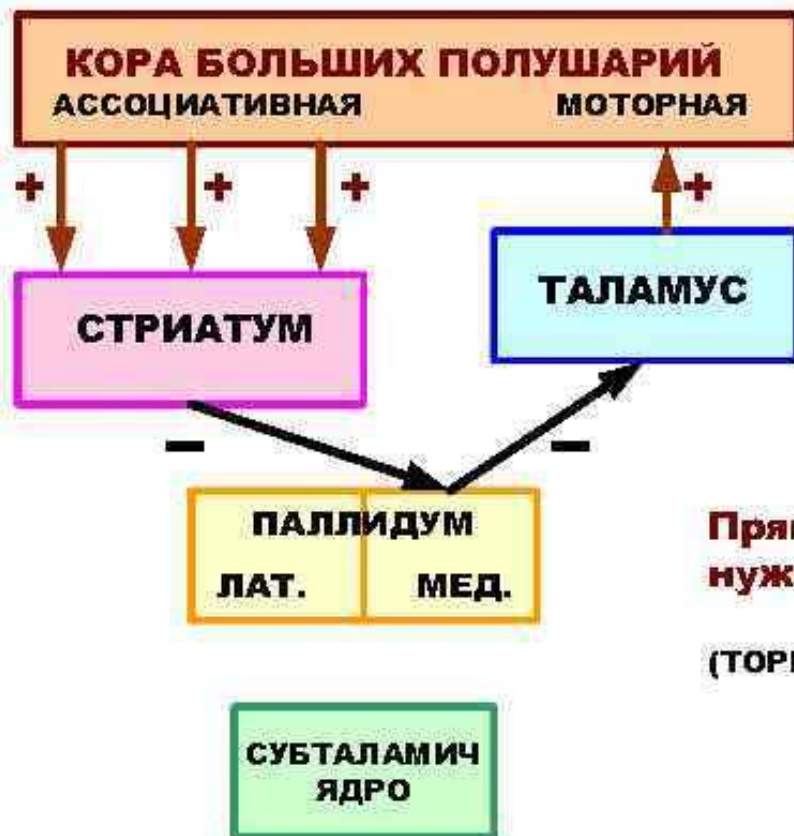 КОРА БОЛЬШИХ ПОЛУШАРИЙ
АССОЦИАТИВНАЯ МОТОРНАЯ
+ + + +
СТРИАТУМ
ТАЛАМУС
– –
ПАЛЛИДУМ
ЛАТ. МЕД.
СУБТАЛАМИЧ
ЯДРО